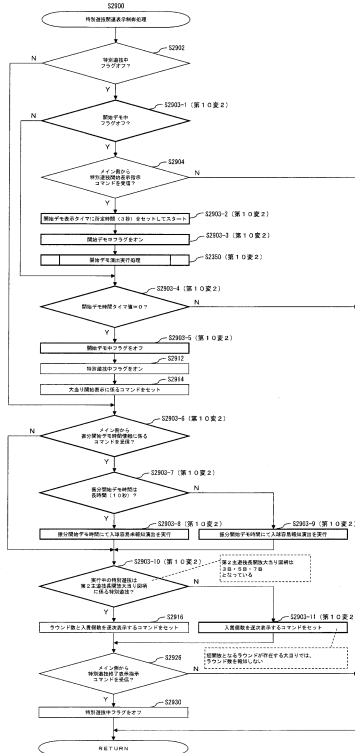 S2900
特別遊技関連表示制御処理
S2902
特別遊技中
フラグオフ?
N
Y
S2903-1 (第10変2)
開始デモ中
フラグオフ?
N
Y
S2904
メイン側から
特別遊技開始表示指示
コマンドを受信?
N
Y
S2903-2 (第10変2)
開始デモ表示タイマに所定時間(3秒)をセットしてスタート
S2903-3 (第10変2)
開始デモ中フラグをオン
S2350 (第10変2)
開始デモ演出実行処理
S2903-4 (第10変2)
開始デモ時間タイマ値=0?
N
Y
S2903-5 (第10変2)
開始デモ中フラグをオフ
S2912
特別遊技中フラグをオン
S2914
大当り開始表示に係るコマンドをセット
S2903-6 (第10変2)
メイン側から
振分開始デモ時間情報に係る
コマンドを受信?
N
Y
S2903-7 (第10変2)
振分開始デモ時間は
長時間(10秒)?
N
Y
S2903-8 (第10変2)
振分開始デモ時間にて入球容易未報知演出を実行
S2903-9 (第10変2)
振分開始デモ時間にて入球容易報知演出を実行
S2903-10 (第10変2)
実行中の特別遊技は
第2主遊技長開放大当り図柄
に係る特別遊技?
第2主遊技長開放大当り図柄は
3B・5B・7B
となっている
N
Y
S2916
ラウンド数と入賞個数を逐次表示するコマンドをセット
S2903-11 (第10変2)
入賞個数を逐次表示するコマンドをセット
短開放となるラウンドが存在する大当りでは、
ラウンド数を報知しない
S2926
メイン側から
特別遊技終了表示指示
コマンドを受信?
N
Y
S2930
特別遊技中フラグをオフ
RETURN